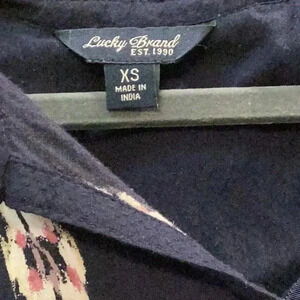 Lucky Brand
EST. 1990
XS
MADE IN
INDIA